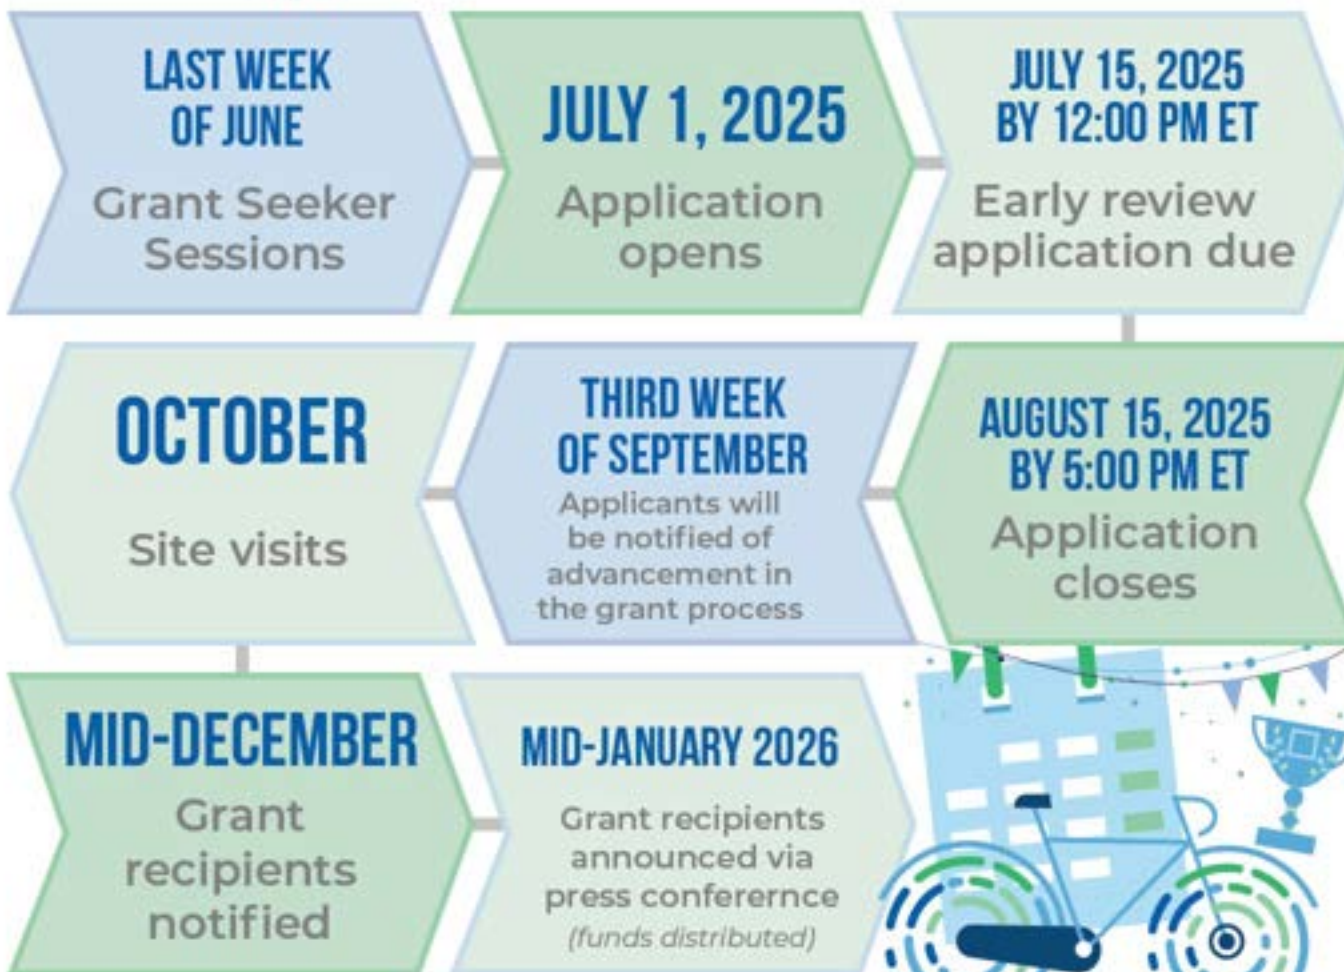 LAST WEEK
OF JUNE
Grant Seeker
Sessions
JULY 1, 2025
Application
opens
JULY 15, 2025
BY 12:00 PM ET
Early review
application due
AUGUST 15, 2025
BY 5:00 PM ET
Application
closes
THIRD WEEK
OF SEPTEMBER
Applicants will
be notified of
advancement in
the grant process
OCTOBER
Site visits
MID-DECEMBER
Grant
recipients
notified
MID-JANUARY 2026
Grant recipients
announced via
press conferernce
(funds distributed)